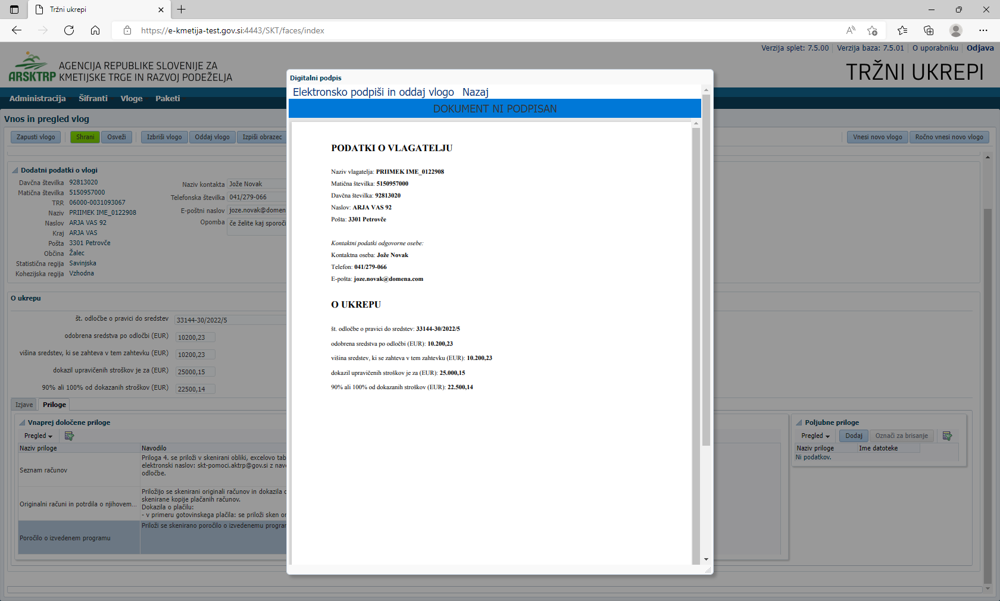 Tržni ukrepi
https://e-kmetija-test.gov.si:4443/SKT/faces/index
Verzija splet: 7.5.00
Verzija baza: 7.5.01
O uporabniku
Odjava
ARSKTRP
AGENCIJA REPUBLIKE SLOVENIJE ZA
KMETIJSKE TRGE IN RAZVOJ PODEŽELJA
TRŽNI UKREPI
Administracija Šifranti Vloge Paketi
Vnos in pregled vlog
Zapusti vlogo Shrani Osveži Izbriši vlogo Oddaj vlogo Izpiši obrazec
Vnesi novo vlogo Ročno vnesi novo vlogo
Dodatni podatki o vlogi
Davčna številka 92813020
Matična številka 5150957000
TRR 06000-0031093067
Naziv PRIIMEK IME_0122908
Naslov ARJA VAS 92
Kraj ARJA VAS
Pošta 3301 Petrovče
Občina Žalec
Statistična regija Savinjska
Kohezijska regija Vzhodna
Naziv kontakta Jože Novak
Telefonska številka 041/279-066
E-poštni naslov joze.novak@domen
Opomba če želite kaj sporoči
O ukrepu
št. odločbe o pravici do sredstev 33144-30/2022/5
odobrena sredstva po odločbi (EUR) 10200,23
višina sredstev, ki se zahteva v tem zahtevku (EUR) 10200,23
dokazil upravičenih stroškov je za (EUR) 25000,15
90% ali 100% od dokazanih stroškov (EUR) 22500,14
Izjave Priloge
Vnaprej določene priloge
Pregled
Naziv priloge Navodilo
Seznam računov
Priloga 4. se priloži v skenirani obliki, excelovo tab
elektronski naslov: skt-pomoci.aktrp@gov.si z nav
odločbe.
Originalni računi in potrdila o njihovem...
Priložijo se skenirani originali računov in dokazila
skenirane kopije plačanih računov.
Dokazila o plačilu:
- v primeru gotovinskega plačila: se priloži sken or
Poročilo o izvedenem programu
Priloži se skenirano poročilo o izvedenemu program
Poljubne priloge
Pregled Dodaj Označi za brisanje
Naziv priloge Ime datoteke
Ni podatkov.
Digitalni podpis
Elektronsko podpiši in oddaj vlogo Nazaj
DOKUMENT NI PODPISAN
PODATKI O VLAGATELJU
Naziv vlagatelja: PRIIMEK IME_0122908
Matična številka: 5150957000
Davčna številka: 92813020
Naslov: ARJA VAS 92
Pošta: 3301 Petrovče
Kontaktni podatki odgovorne osebe:
Kontaktna oseba: Jože Novak
Telefon: 041/279-066
E-pošta: joze.novak@domena.com
O UKREPU
št. odločbe o pravici do sredstev: 33144-30/2022/5
odobrena sredstva po odločbi (EUR): 10.200,23
višina sredstev, ki se zahteva v tem zahtevku (EUR): 10.200,23
dokazil upravičenih stroškov je za (EUR): 25.000,15
90% ali 100% od dokazanih stroškov (EUR): 22.500,14